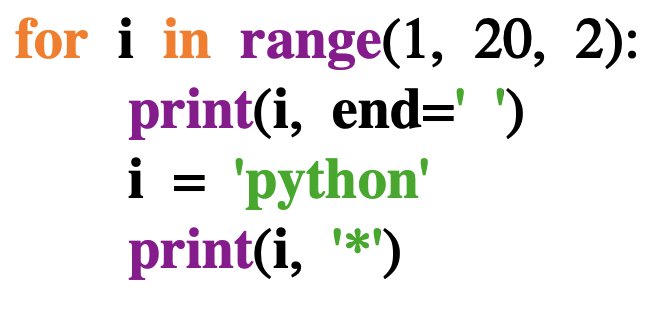 for i in range(1, 20, 2):
    print(i, end=' ')
    i = 'python'
    print(i, '*')